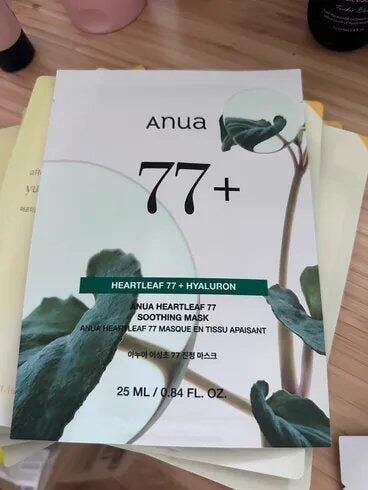 Anua
77+
HEARTLEAF 77 + HYALURON
ANUA HEARTLEAF 77
SOOTHING MASK
ANUA HEARTLEAF 77 MASQUE EN TISSU APAISANT
아누아 어성초 77 진정 마스크
25 ML / 0.84 FL. OZ.